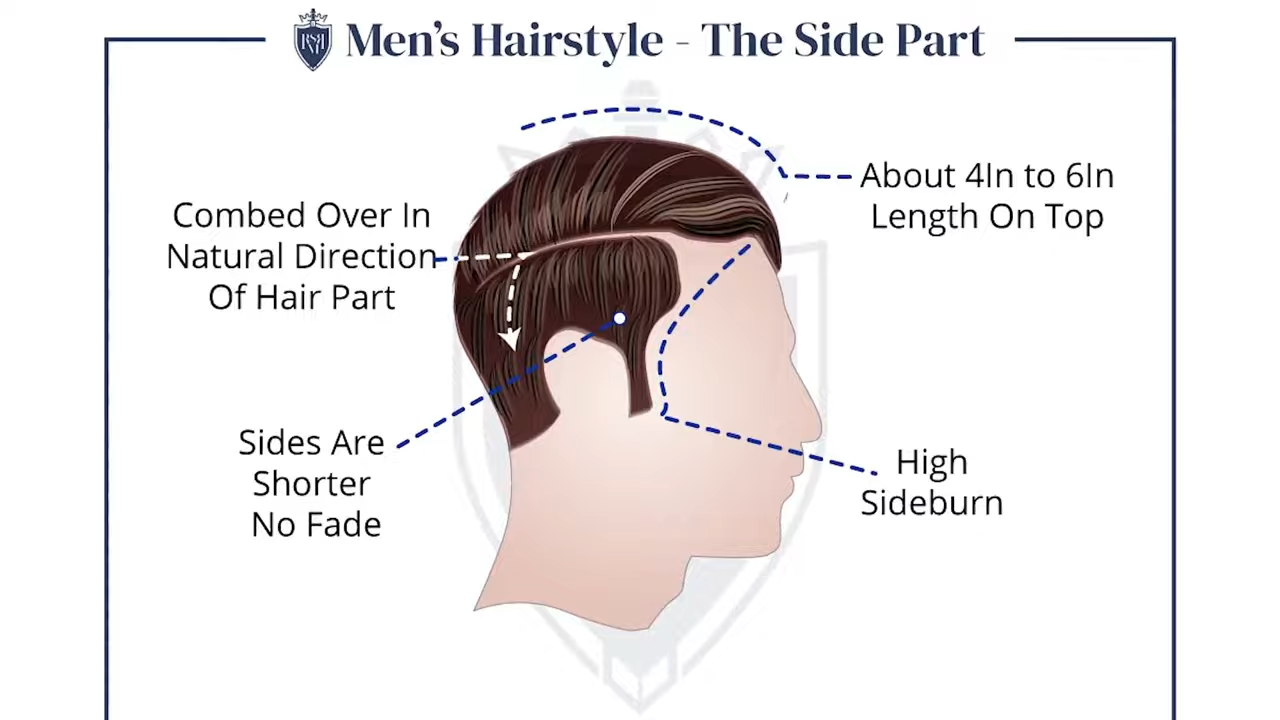 Men's Hairstyle - The Side Part
About 4In to 6In
Length On Top
Combed Over In
Natural Direction
Of Hair Part
Sides Are
Shorter
No Fade
High
Sideburn